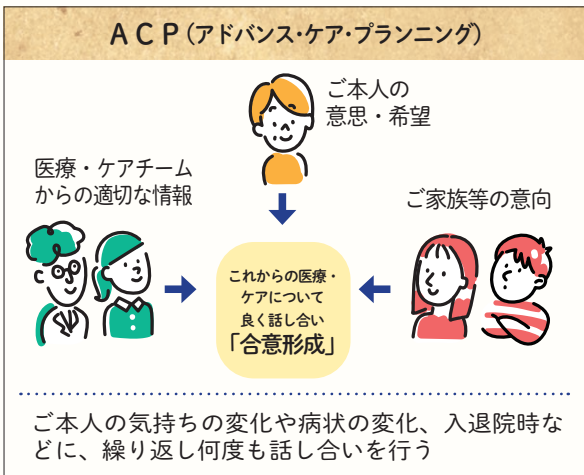 ACP(アドバンス・ケア・プランニング)
ご本人の
意思・希望
医療・ケアチーム
からの適切な情報
ご家族等の意向
これからの医療・
ケアについて
良く話し合い
「合意形成」
ご本人の気持ちの変化や病状の変化、入退院時な
どに、繰り返し何度も話し合いを行う